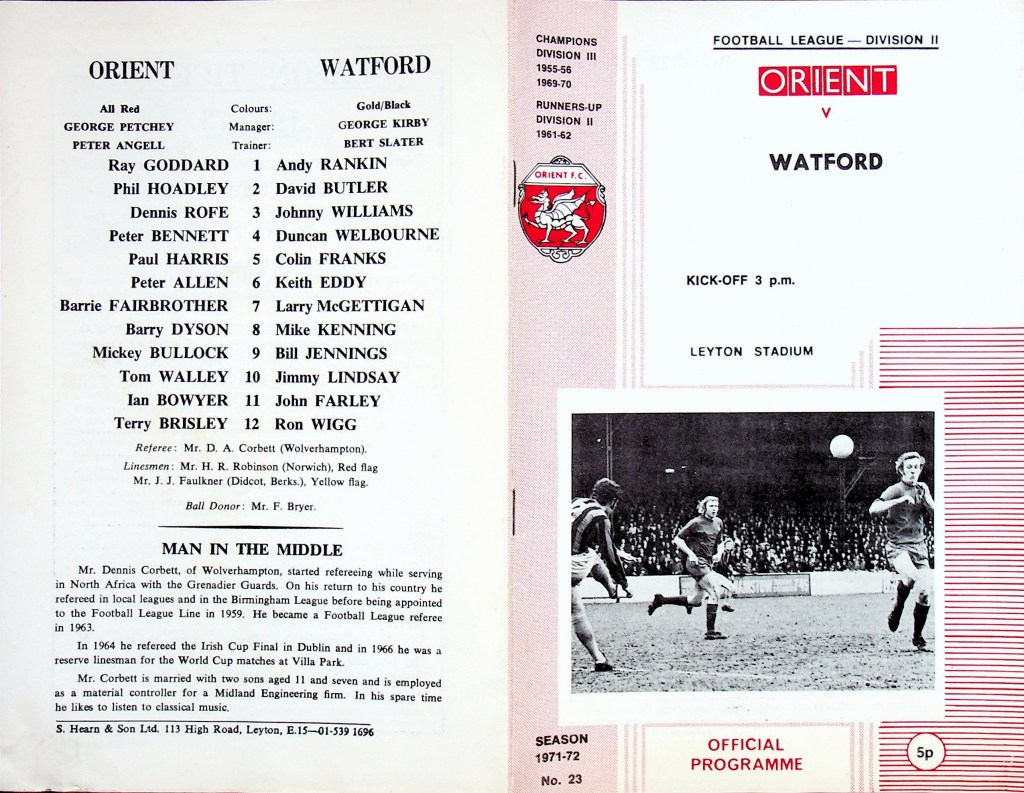 ORIENT WATFORD
All Red Colours: Gold/Black
GEORGE PETCHEY Manager: GEORGE KIRBY
PETER ANGELL Trainer: BERT SLATER
Ray GODDARD 1 Andy RANKIN
Phil HOADLEY 2 David BUTLER
Dennis ROFE 3 Johnny WILLIAMS
Peter BENNETT 4 Duncan WELBOURNE
Paul HARRIS 5 Colin FRANKS
Peter ALLEN 6 Keith EDDY
Barrie FAIRBROTHER 7 Larry McGETTIGAN
Barry DYSON 8 Mike KENNING
Mickey BULLOCK 9 Bill JENNINGS
Tom WALLEY 10 Jimmy LINDSAY
Ian BOWYER 11 John FARLEY
Terry BRISLEY 12 Ron WIGG
Referee: Mr. D. A. Corbett (Wolverhampton).
Linesmen: Mr. H. R. Robinson (Norwich), Red flag
Mr. J. J. Faulkner (Didcot, Berks.), Yellow flag.
Ball Donor: Mr. F. Bryer.
MAN IN THE MIDDLE
Mr. Dennis Corbett, of Wolverhampton, started refereeing while serving
in North Africa with the Grenadier Guards. On his return to his country he
refereed in local leagues and in the Birmingham League before being appointed
to the Football League Line in 1959. He became a Football League referee
in 1963.
In 1964 he refereed the Irish Cup Final in Dublin and in 1966 he was a
reserve linesman for the World Cup matches at Villa Park.
Mr. Corbett is married with two sons aged 11 and seven and is employed
as a material controller for a Midland Engineering firm. In his spare time
he likes to listen to classical music.
S. Hearn & Son Ltd. 113 High Road, Leyton, E.15—01-539 1696
CHAMPIONS
DIVISION III
1955-56
1969-70
RUNNERS-UP
DIVISION II
1961-62
ORIENT F.C.
FOOTBALL LEAGUE — DIVISION II
ORIENT
V
WATFORD
KICK-OFF 3 p.m.
LEYTON STADIUM
SEASON
1971-72
No. 23
OFFICIAL
PROGRAMME
5p